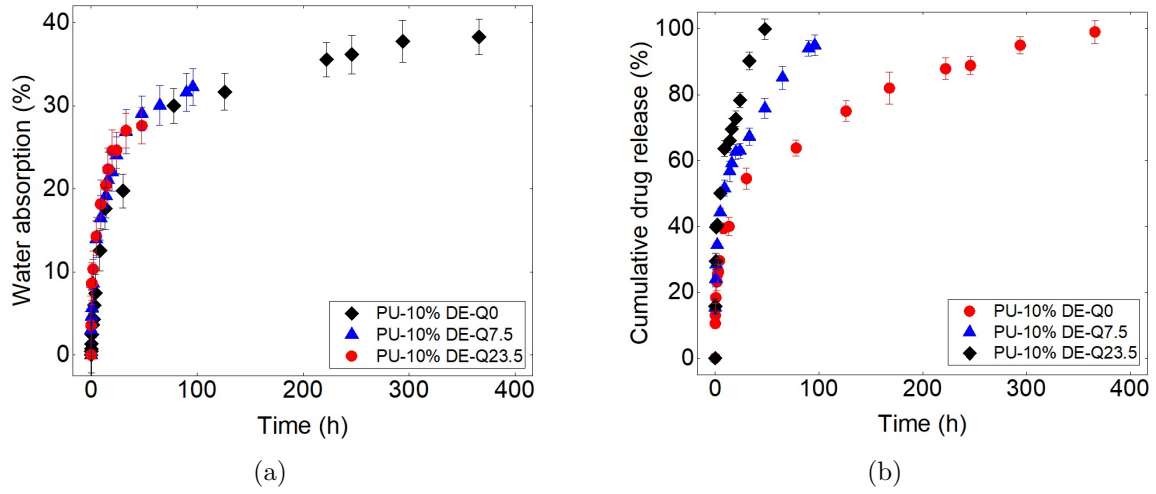 40
30
20
10
0
Water absorption (%)
PU-10% DE-Q0
PU-10% DE-Q7.5
PU-10% DE-Q23.5
0 100 200 300 400
Time (h)
(a)
100
80
60
40
20
0
Cumulative drug release (%)
PU-10% DE-Q0
PU-10% DE-Q7.5
PU-10% DE-Q23.5
0 100 200 300 400
Time (h)
(b)